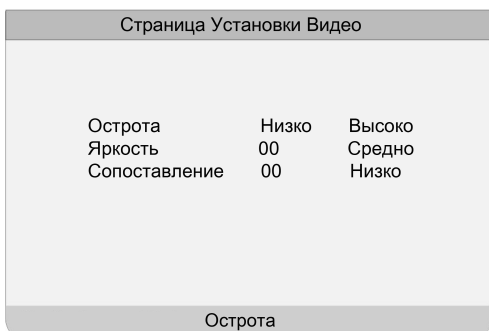 Страница Установки Видео
Острота Низко Высоко
Яркость 00 Средно
Сопоставление 00 Низко
Острота